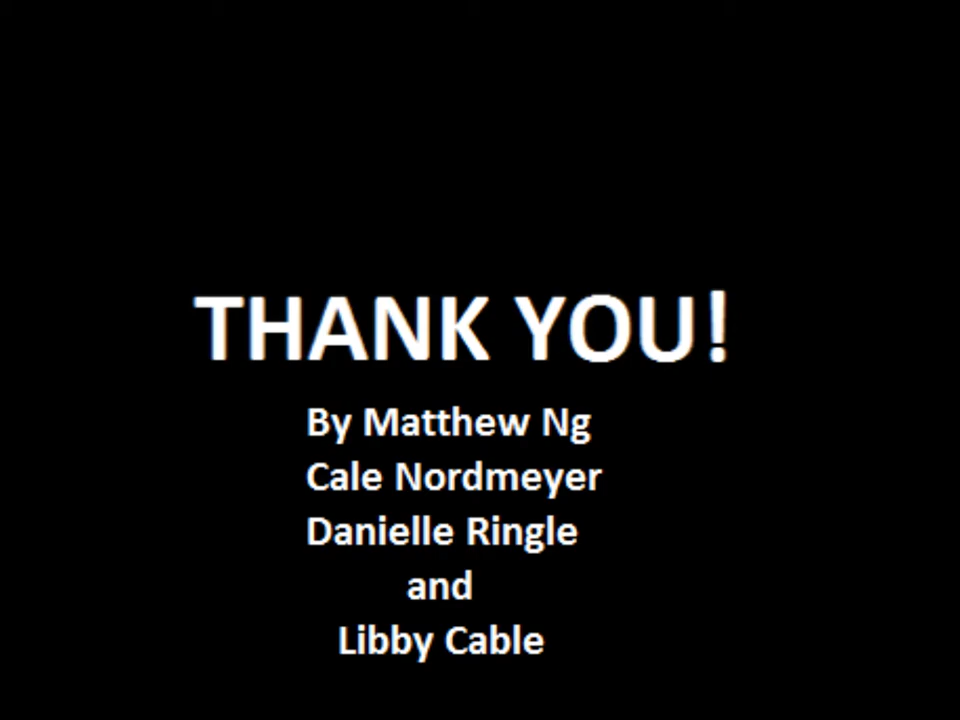 THANK YOU!
By Matthew Ng
Cale Nordmeyer
Danielle Ringle
and
Libby Cable